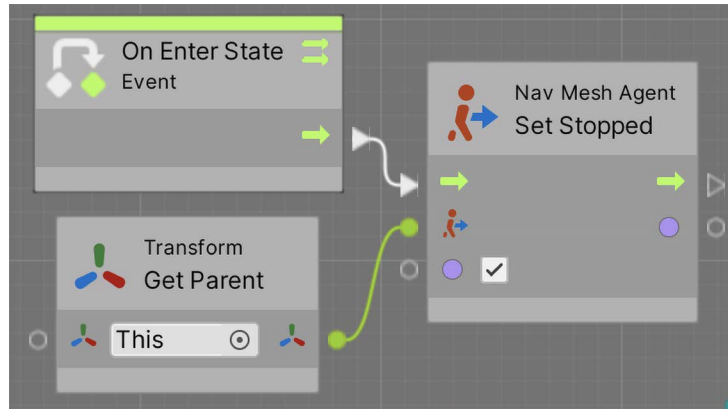 On Enter State
Event
Nav Mesh Agent
Set Stopped
Transform
Get Parent
This